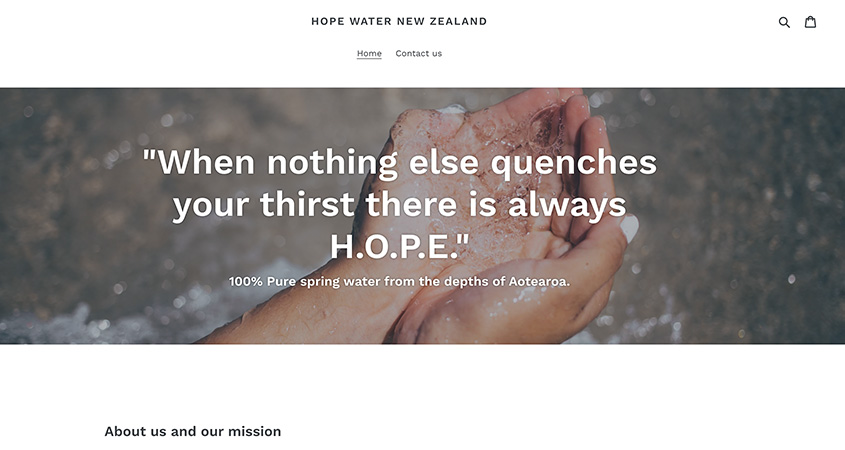 HOPE WATER NEW ZEALAND
Home Contact us
"When nothing else quenches
your thirst there is always
H.O.P.E."
100% Pure spring water from the depths of Aotearoa.
About us and our mission